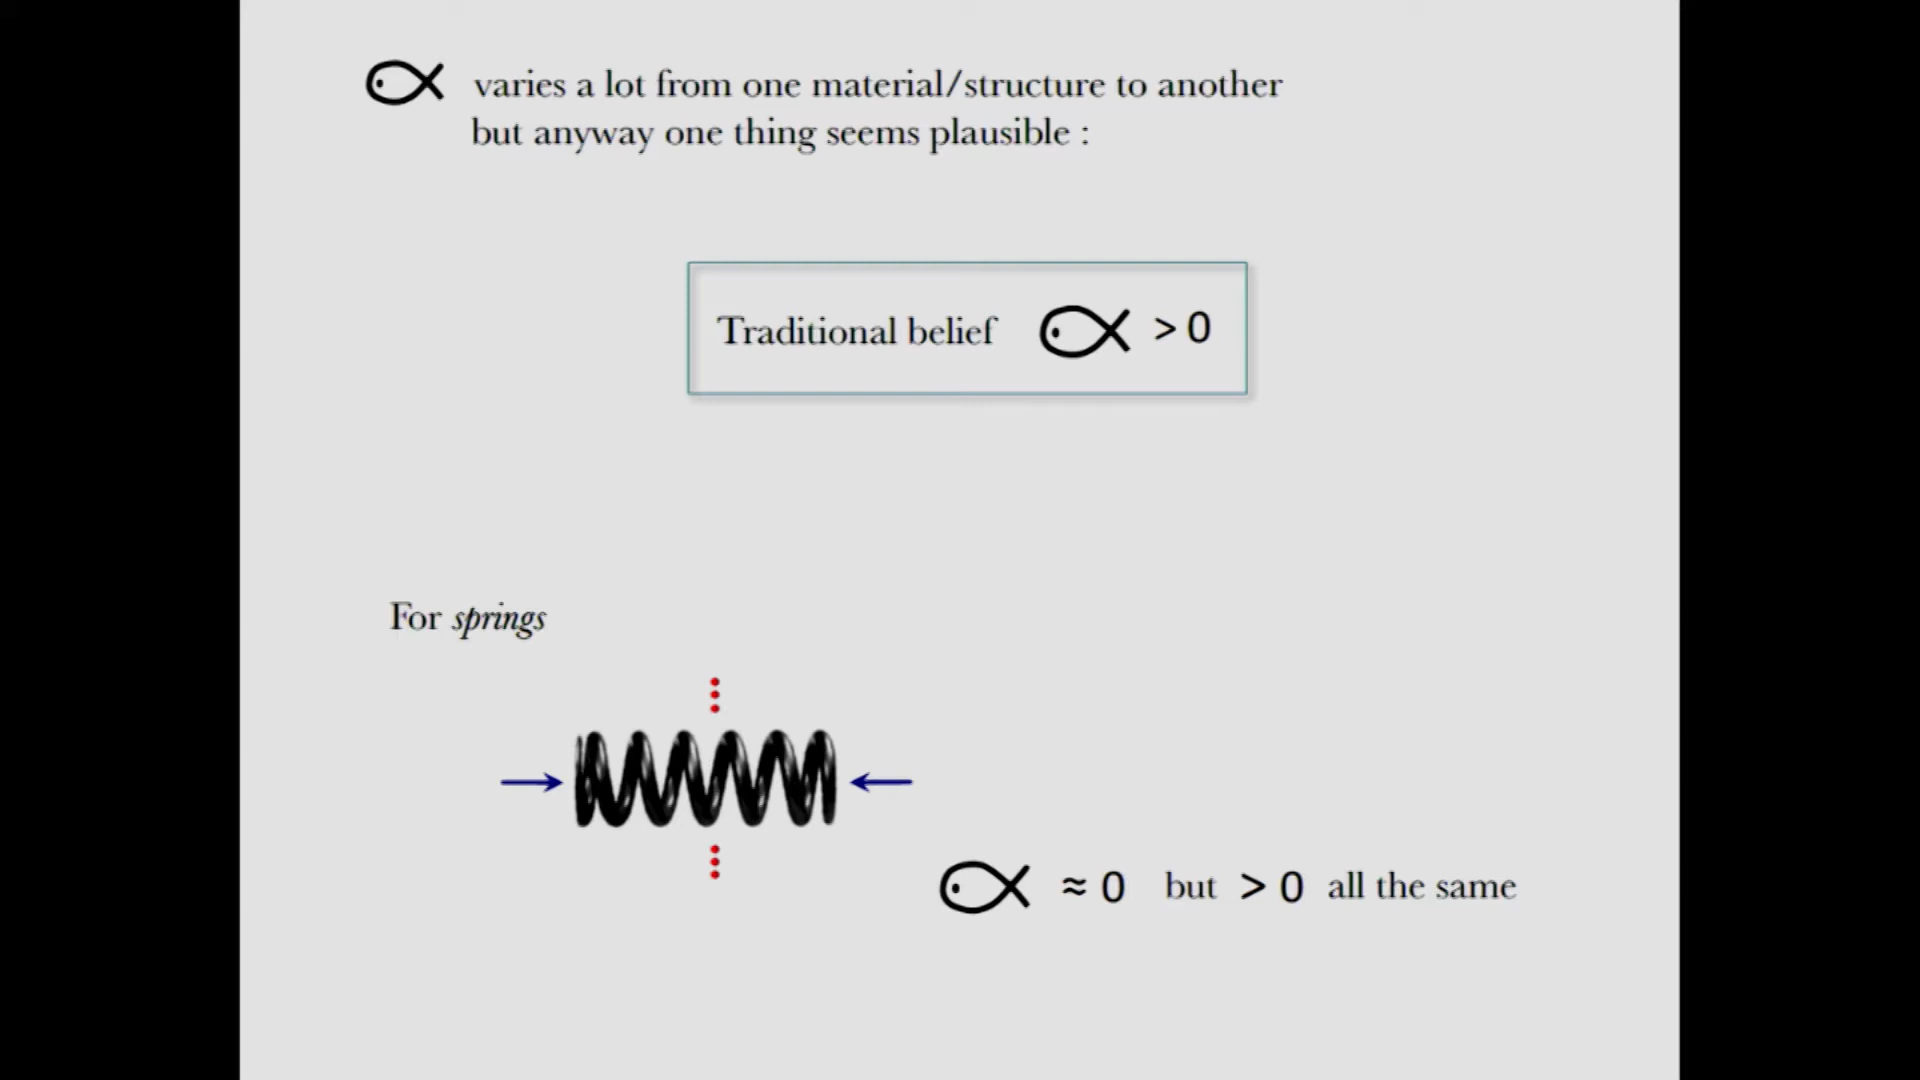 varies a lot from one material/structure to another
but anyway one thing seems plausible :
Traditional belief > 0
For springs
≈ 0 but > 0 all the same